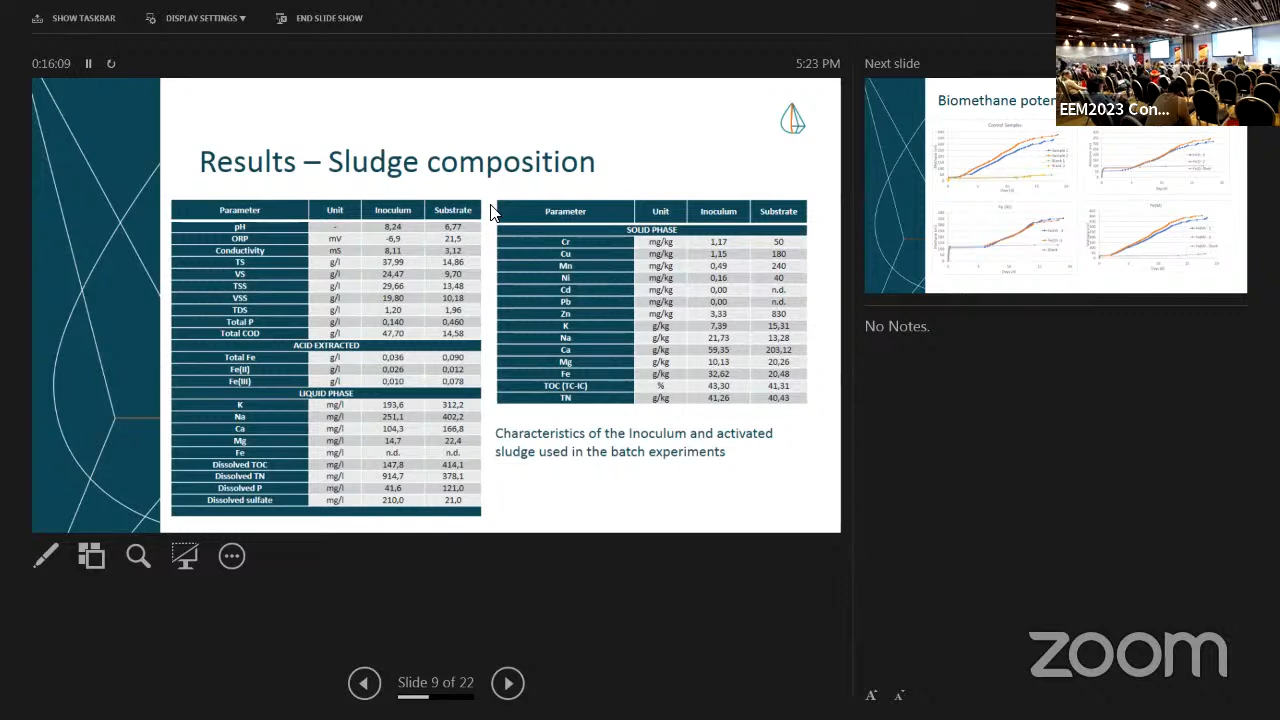 SHOW TASKBAR DISPLAY SETTINGS ▾ END SLIDE SHOW
0:16:09 5:23 PM
Results – Sludge composition
Parameter Unit Inoculum Substrate
pH - 8,24 6,77
ORP mV -6,9 21,5
Conductivity mS 8,11 3,12
TS g/l 37,99 14,86
VS g/l 24,47 9,70
TSS g/l 29,66 13,48
VSS g/l 19,80 10,18
TDS g/l 1,20 1,96
Total P g/l 0,140 0,460
Total COD g/l 47,70 14,58
ACID EXTRACTED
Total Fe g/l 0,036 0,090
Fe(II) g/l 0,026 0,012
Fe(III) g/l 0,010 0,078
LIQUID PHASE
K mg/l 193,6 312,2
Na mg/l 251,1 402,2
Ca mg/l 104,3 166,8
Mg mg/l 14,7 22,4
Fe mg/l n.d. n.d.
Dissolved TOC mg/l 147,8 414,1
Dissolved TN mg/l 914,7 378,1
Dissolved P mg/l 41,6 121,0
Dissolved sulfate mg/l 210,0 21,0
Parameter Unit Inoculum Substrate
SOLID PHASE
Cr mg/kg 1,17 50
Cu mg/kg 1,15 180
Mn mg/kg 0,49 240
Ni mg/kg 0,16 40
Cd mg/kg 0,00 n.d.
Pb mg/kg 0,00 n.d.
Zn mg/kg 3,33 830
K g/kg 7,39 15,31
Na g/kg 21,73 13,28
Ca g/kg 59,35 203,12
Mg g/kg 10,13 20,26
Fe g/kg 32,62 20,48
TOC (TC-IC) % 43,30 41,31
TN g/kg 41,26 40,43
Characteristics of the Inoculum and activated
sludge used in the batch experiments
Slide 9 of 22
Next slide
Biomethane poten
Control Samples
EEM2023 Con...
No Notes.
A A
zoom